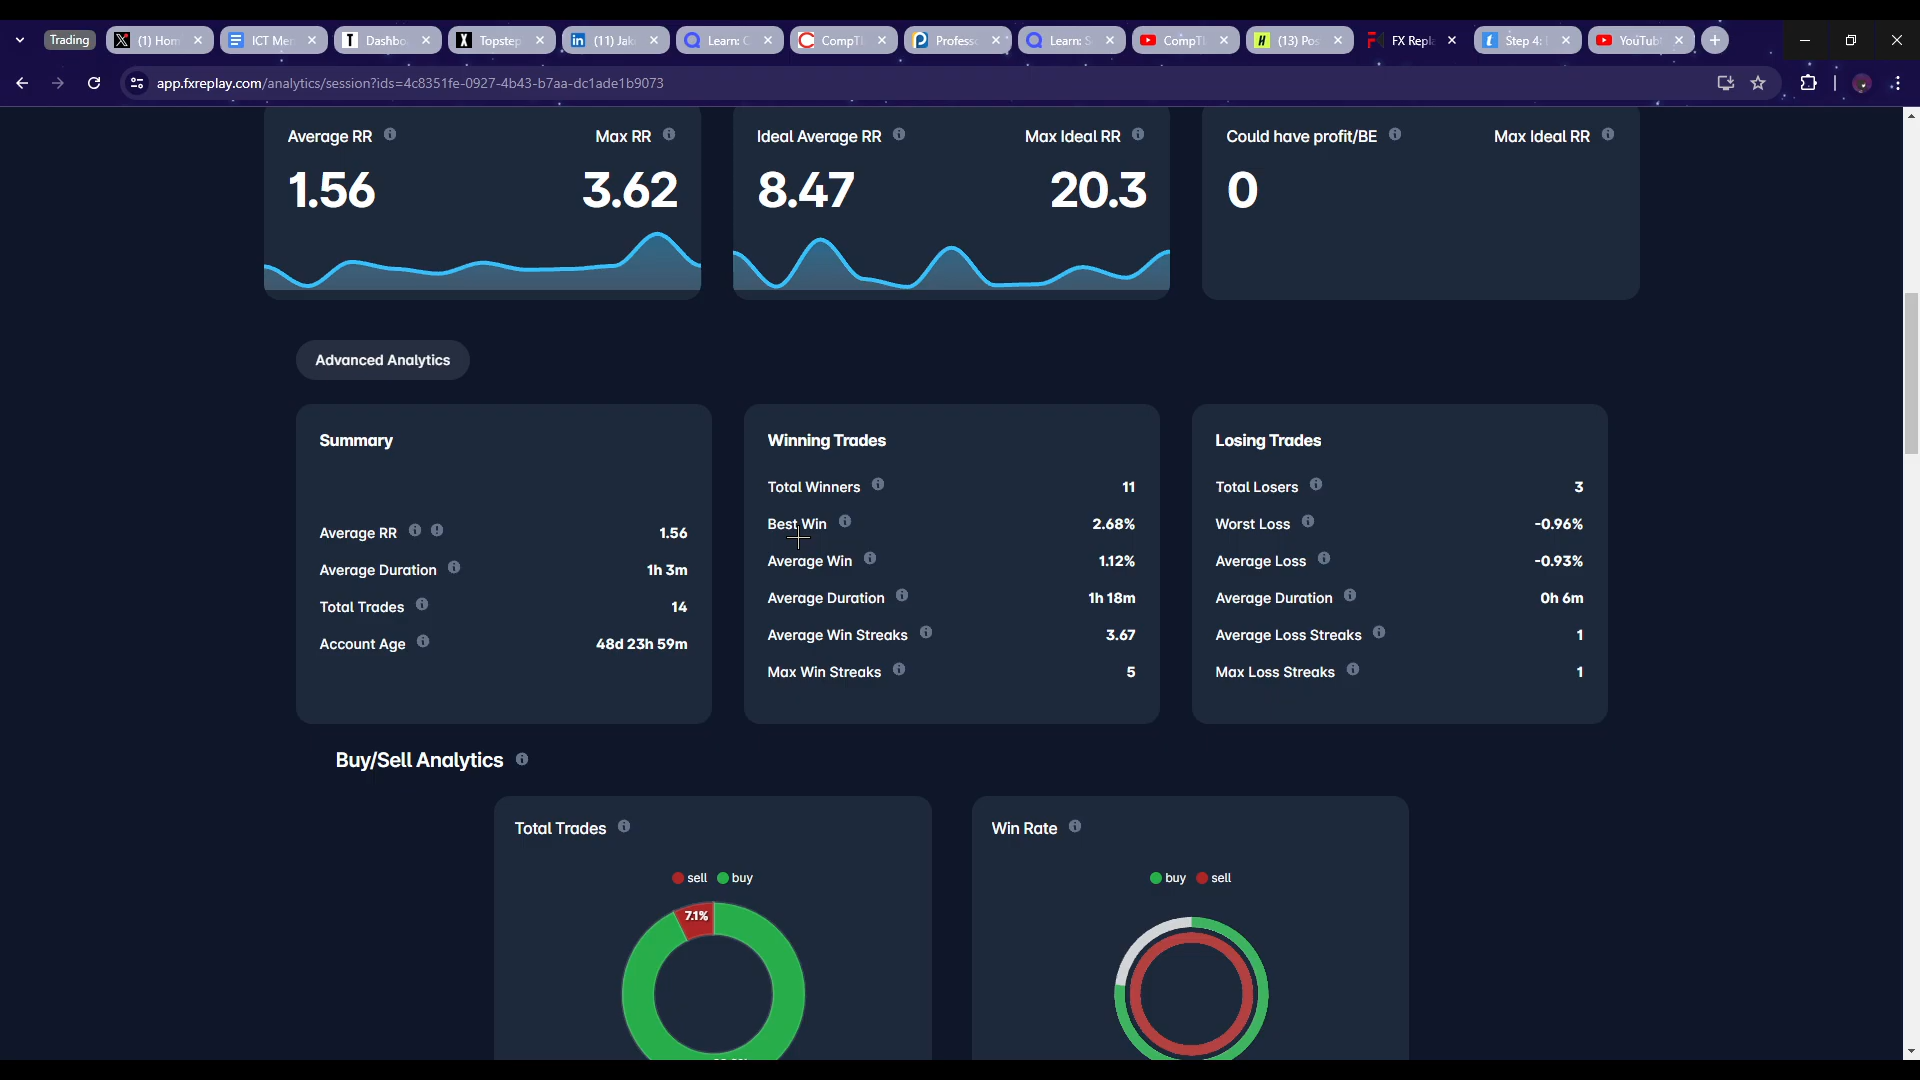 Trading (1) Hom ICT Me Dashbo Topstep (11) Jak Learn: C CompTI Profess Learn: S CompT (13) Pos FX Repla Step 4: YouTub
app.fxreplay.com/analytics/session?ids=4c8351fe-0927-4b43-b7aa-dc1ade1b9073
Average RR Max RR Ideal Average RR Max Ideal RR Could have profit/BE Max Ideal RR
1.56 3.62 8.47 20.3 0
Advanced Analytics
Summary
Average RR 1.56
Average Duration 1h 3m
Total Trades 14
Account Age 48d 23h 59m
Winning Trades
Total Winners 11
Best Win 2.68%
Average Win 1.12%
Average Duration 1h 18m
Average Win Streaks 3.67
Max Win Streaks 5
Losing Trades
Total Losers 3
Worst Loss -0.96%
Average Loss -0.93%
Average Duration 0h 6m
Average Loss Streaks 1
Max Loss Streaks 1
Buy/Sell Analytics
Total Trades
sell buy
7.1%
Win Rate
buy sell